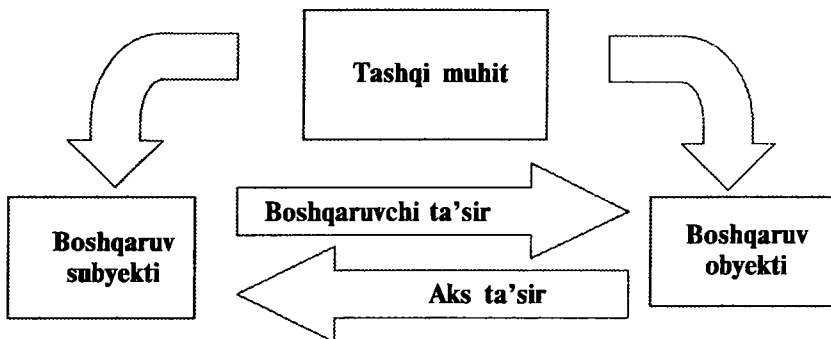 Tashqi muhit
Boshqaruvchi ta'sir
Boshqaruv
subyekti
Boshqaruv
obyekti
Aks ta'sir